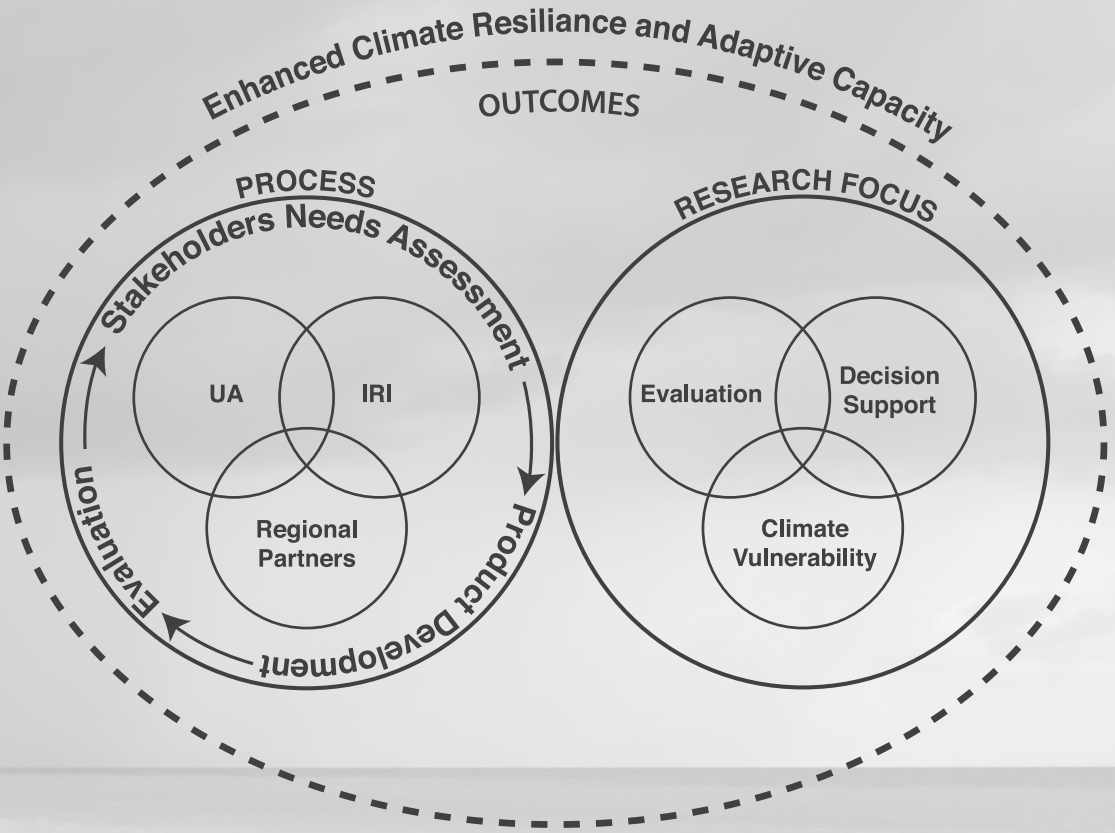 Enhanced Climate Resiliance and Adaptive Capacity
OUTCOMES
PROCESS
Stakeholders Needs Assessment
Product Development
Evaluation
UA
IRI
Regional
Partners
RESEARCH FOCUS
Evaluation
Decision
Support
Climate
Vulnerability